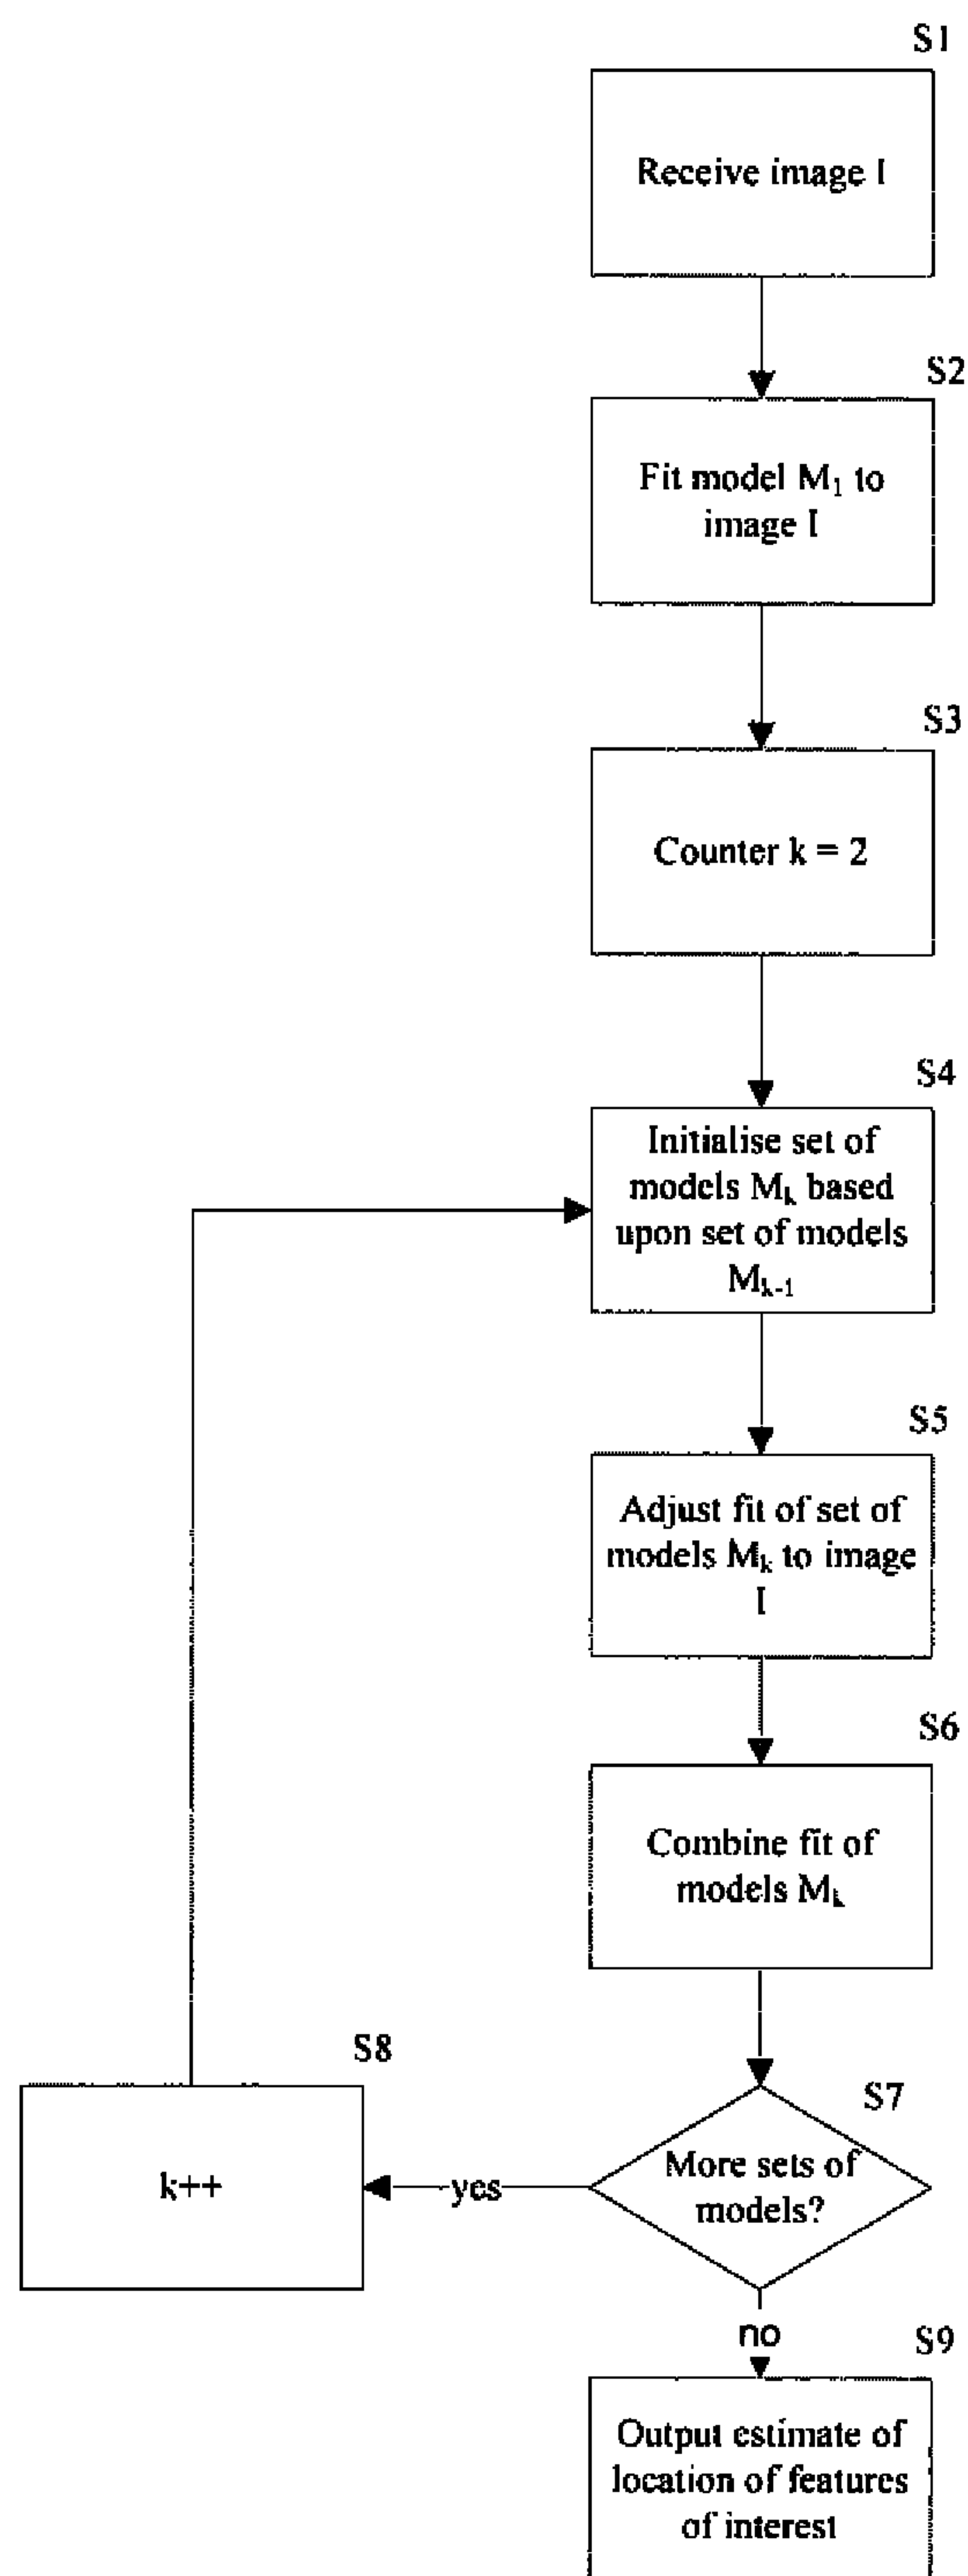 S1
Receive image I
S2
Fit model M₁ to
image I
S3
Counter k = 2
S4
Initialise set of
models Mₖ based
upon set of models
Mₖ₋₁
S5
Adjust fit of set of
models Mₖ to image
I
S6
Combine fit of
models Mₖ
S7
More sets of
models?
yes
S8
k++
no
S9
Output estimate of
location of features
of interest